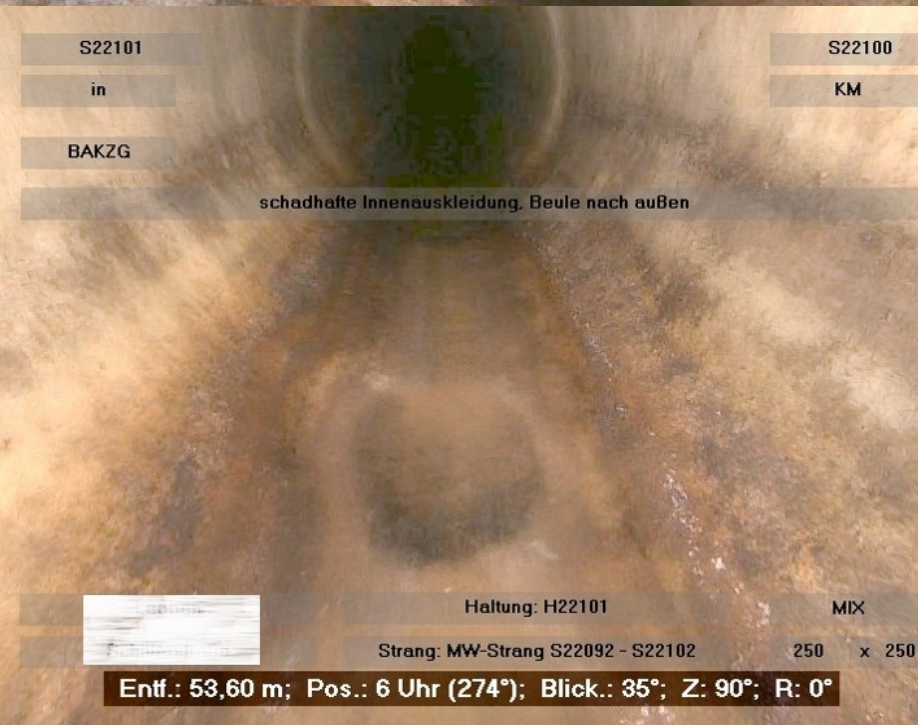 S22101 S22100
in KM
BAKZG
schadhafte Innenauskleidung, Beule nach außen
Haltung: H22101 MIX
Strang: MW-Strang S22092 - S22102 250 x 250
Entf.: 53,60 m; Pos.: 6 Uhr (274°); Blick.: 35°; Z: 90°; R: 0°